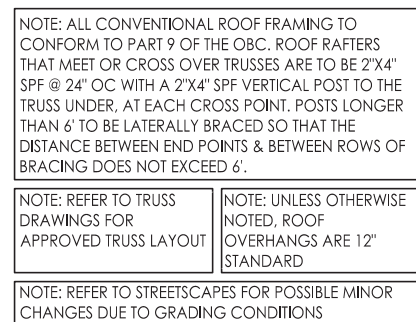 NOTE: ALL CONVENTIONAL ROOF FRAMING TO
CONFORM TO PART 9 OF THE OBC. ROOF RAFTERS
THAT MEET OR CROSS OVER TRUSSES ARE TO BE 2"X4"
SPF @ 24" OC WITH A 2"X4" SPF VERTICAL POST TO THE
TRUSS UNDER, AT EACH CROSS POINT. POSTS LONGER
THAN 6' TO BE LATERALLY BRACED SO THAT THE
DISTANCE BETWEEN END POINTS & BETWEEN ROWS OF
BRACING DOES NOT EXCEED 6'.
NOTE: REFER TO TRUSS
DRAWINGS FOR
APPROVED TRUSS LAYOUT
NOTE: UNLESS OTHERWISE
NOTED, ROOF
OVERHANGS ARE 12"
STANDARD
NOTE: REFER TO STREETSCAPES FOR POSSIBLE MINOR
CHANGES DUE TO GRADING CONDITIONS